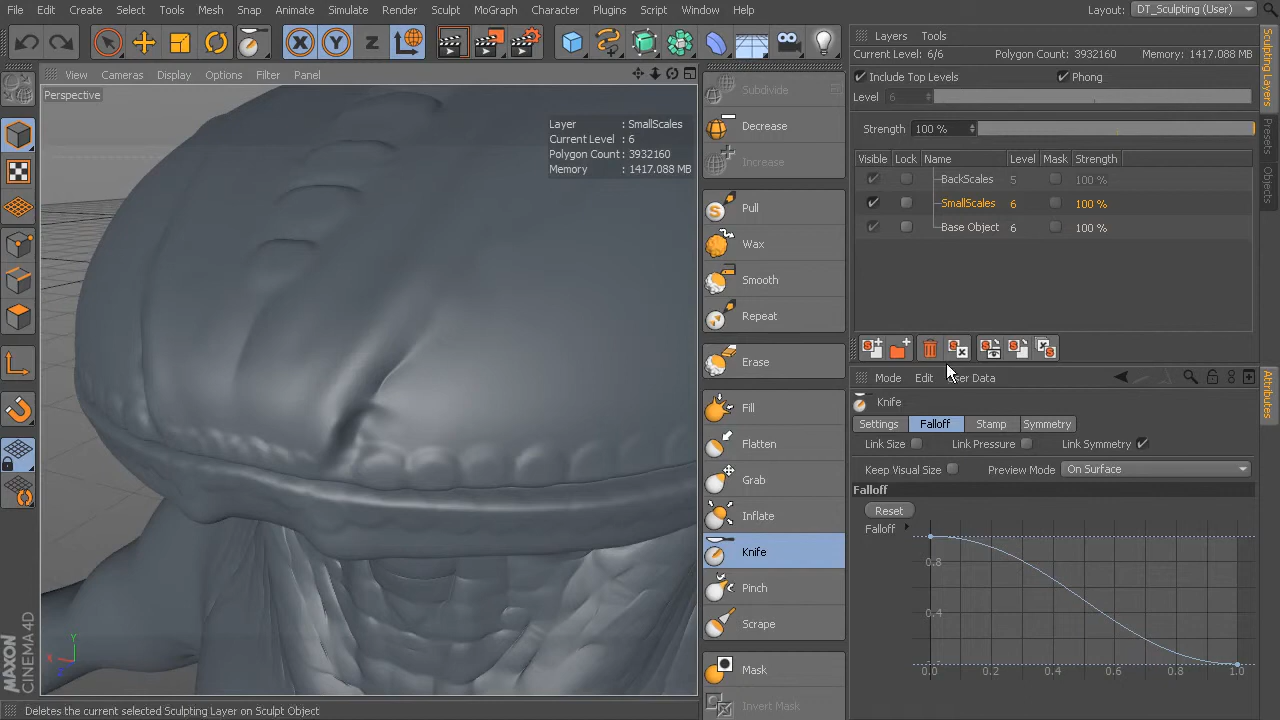 File Edit Create Select Tools Mesh Snap Animate Simulate Render Sculpt MoGraph Character Plugins Script Window Help
Layout: DT_Sculpting (User)
Layers Tools
Current Level: 6/6 Polygon Count: 3932160 Memory: 1417.088 MB
Include Top Levels Phong
Level 6
Strength 100 %
Visible Lock Name Level Mask Strength
BackScales 5 100 %
SmallScales 6 100 %
Base Object 6 100 %
View Cameras Display Options Filter Panel
Perspective
Layer : SmallScales
Current Level : 6
Polygon Count : 3932160
Memory : 1417.088 MB
Subdivide
Decrease
Increase
Pull
Wax
Smooth
Repeat
Erase
Fill
Flatten
Grab
Inflate
Knife
Pinch
Scrape
Mask
Invert Mask
Mode Edit User Data
Knife
Settings Falloff Stamp Symmetry
Link Size Link Pressure Link Symmetry
Keep Visual Size Preview Mode On Surface
Falloff
Reset
Falloff
0.8
0.4
0.0 0.2 0.4 0.6 0.8 1.0
Sculpting Layers
Presets
Objects
Attributes
X Y Z
Y
MAXON
CINEMA4D
Deletes the current selected Sculpting Layer on Sculpt Object